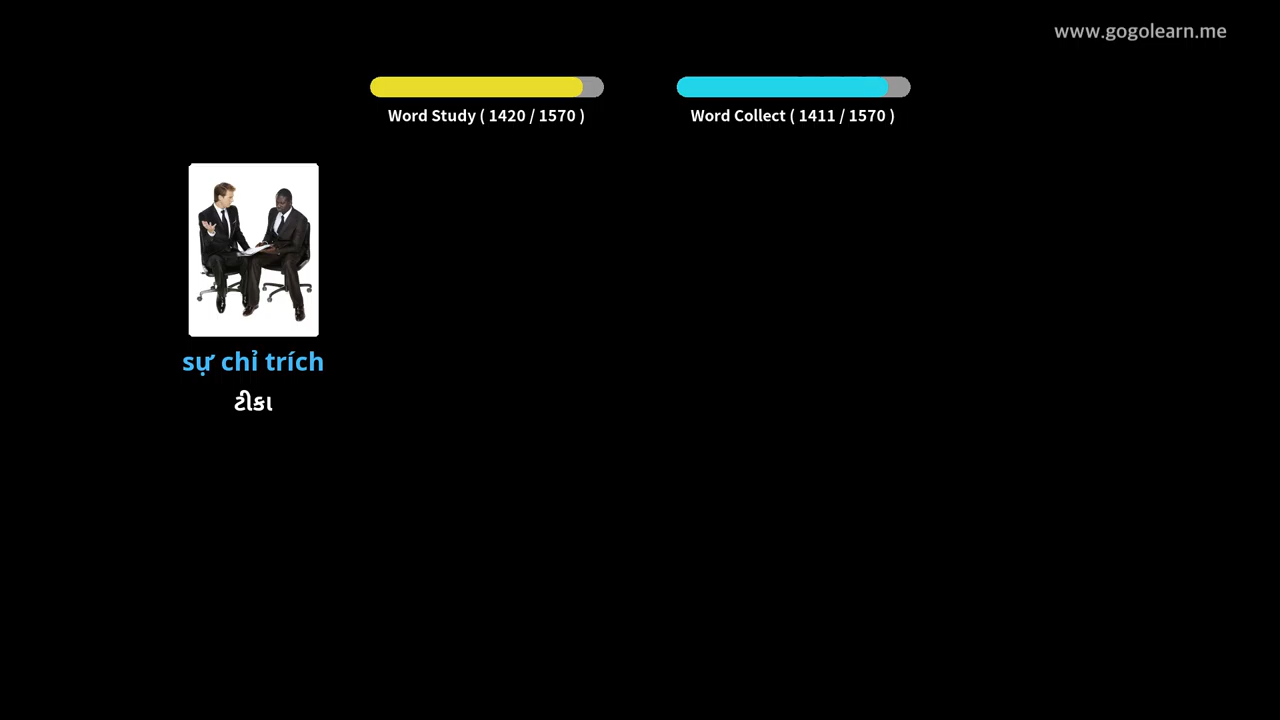 www.gogolearn.me
Word Study ( 1420 / 1570 )
Word Collect ( 1411 / 1570 )
sự chỉ trích
ટીકા